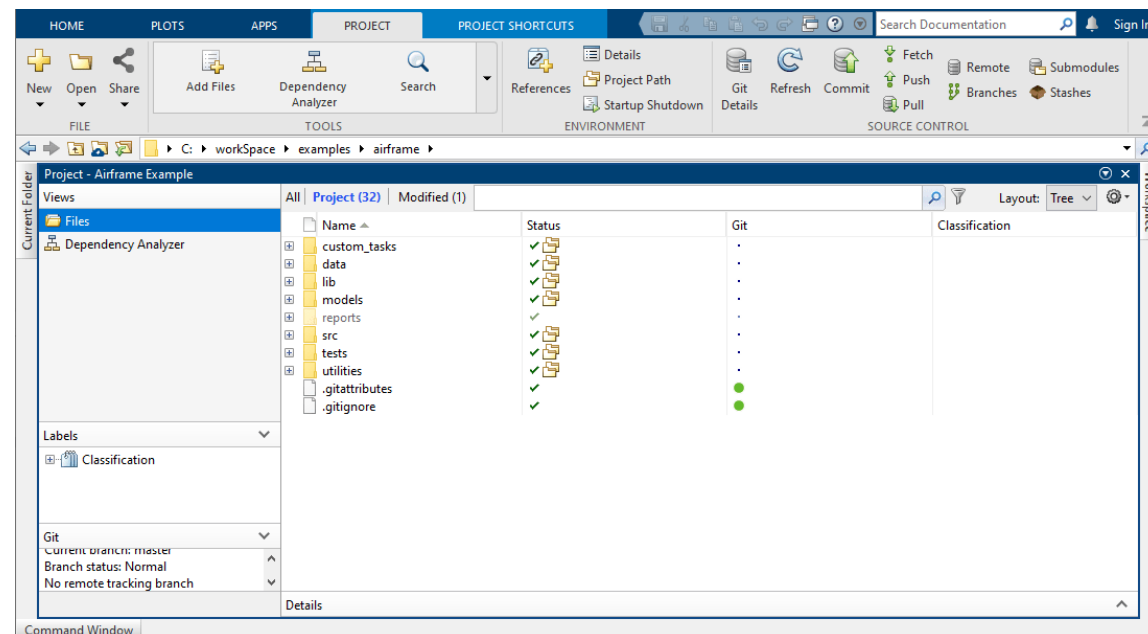 HOME PLOTS APPS PROJECT PROJECT SHORTCUTS Search Documentation Sign In
New Open Share Add Files Dependency Analyzer Search References Details Project Path Startup Shutdown Git Details Refresh Commit Fetch Push Pull Remote Branches Submodules Stashes
FILE TOOLS ENVIRONMENT SOURCE CONTROL
C: workSpace examples airframe
Current Folder
Project - Airframe Example
Views
Files
Dependency Analyzer
All Project (32) Modified (1) Layout: Tree
Name Status Git Classification
custom_tasks
data
lib
models
reports
src
tests
utilities
.gitattributes
.gitignore
Labels
Classification
Git
Current branch: master
Branch status: Normal
No remote tracking branch
Details
Command Window